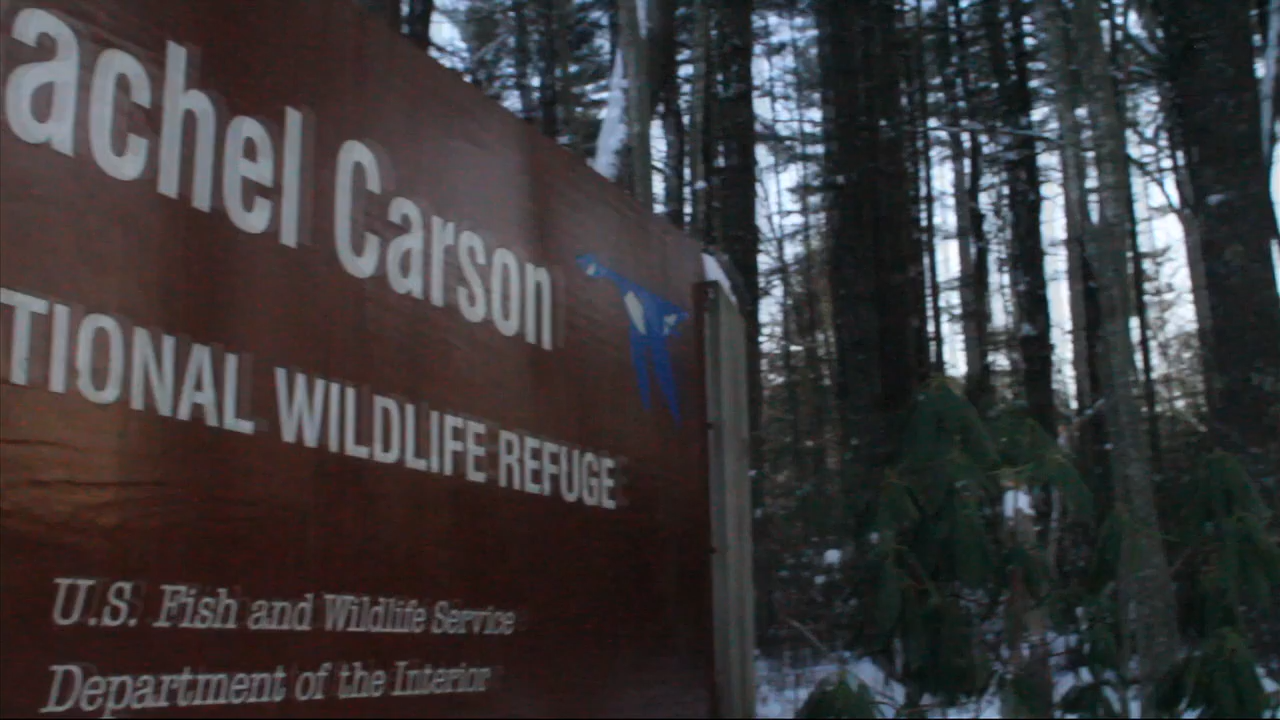 achel Carson
TIONAL WILDLIFE REFUGE
U.S. Fish and Wildlife Service
Department of the Interior